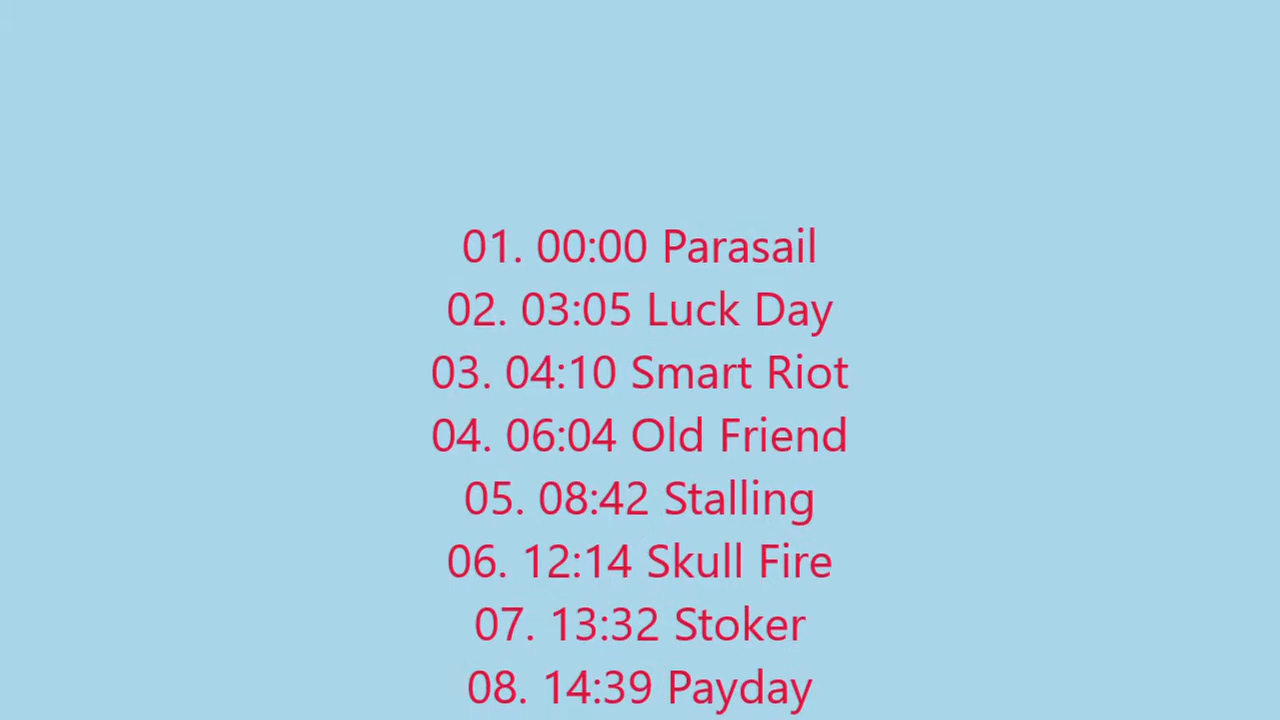 01. 00:00 Parasail
02. 03:05 Luck Day
03. 04:10 Smart Riot
04. 06:04 Old Friend
05. 08:42 Stalling
06. 12:14 Skull Fire
07. 13:32 Stoker
08. 14:39 Payday